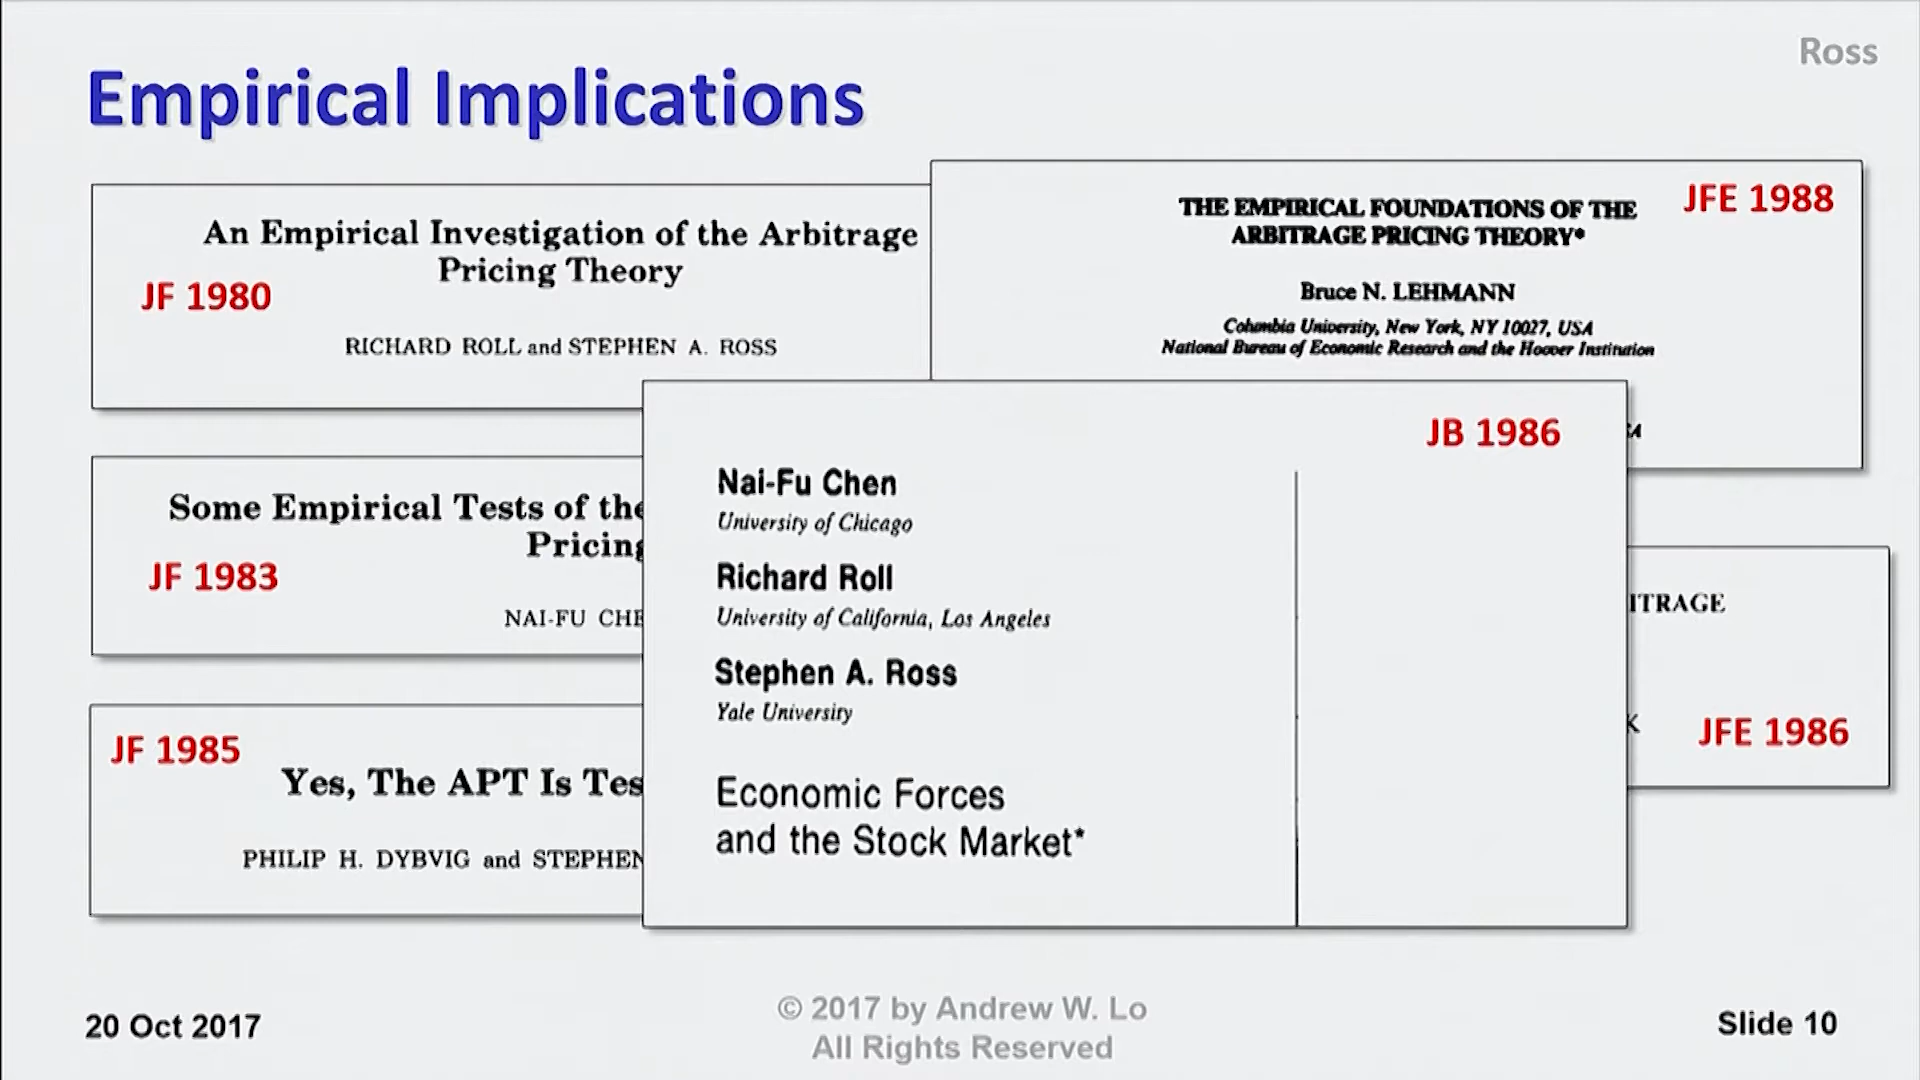 Ross
Empirical Implications
An Empirical Investigation of the Arbitrage
Pricing Theory
JF 1980
RICHARD ROLL and STEPHEN A. ROSS
JFE 1988
THE EMPIRICAL FOUNDATIONS OF THE
ARBITRAGE PRICING THEORY*
Bruce N. LEHMANN
Columbia University, New York, NY 10027, USA
National Bureau of Economic Research and the Hoover Institution
Some Empirical Tests of the
Pricing
JF 1983
NAI-FU CHE
JF 1985
Yes, The APT Is Tes
PHILIP H. DYBVIG and STEPHEN
JB 1986
Nai-Fu Chen
University of Chicago
Richard Roll
University of California, Los Angeles
Stephen A. Ross
Yale University
Economic Forces
and the Stock Market*
ITRAGE
K
JFE 1986
20 Oct 2017
© 2017 by Andrew W. Lo
All Rights Reserved
Slide 10